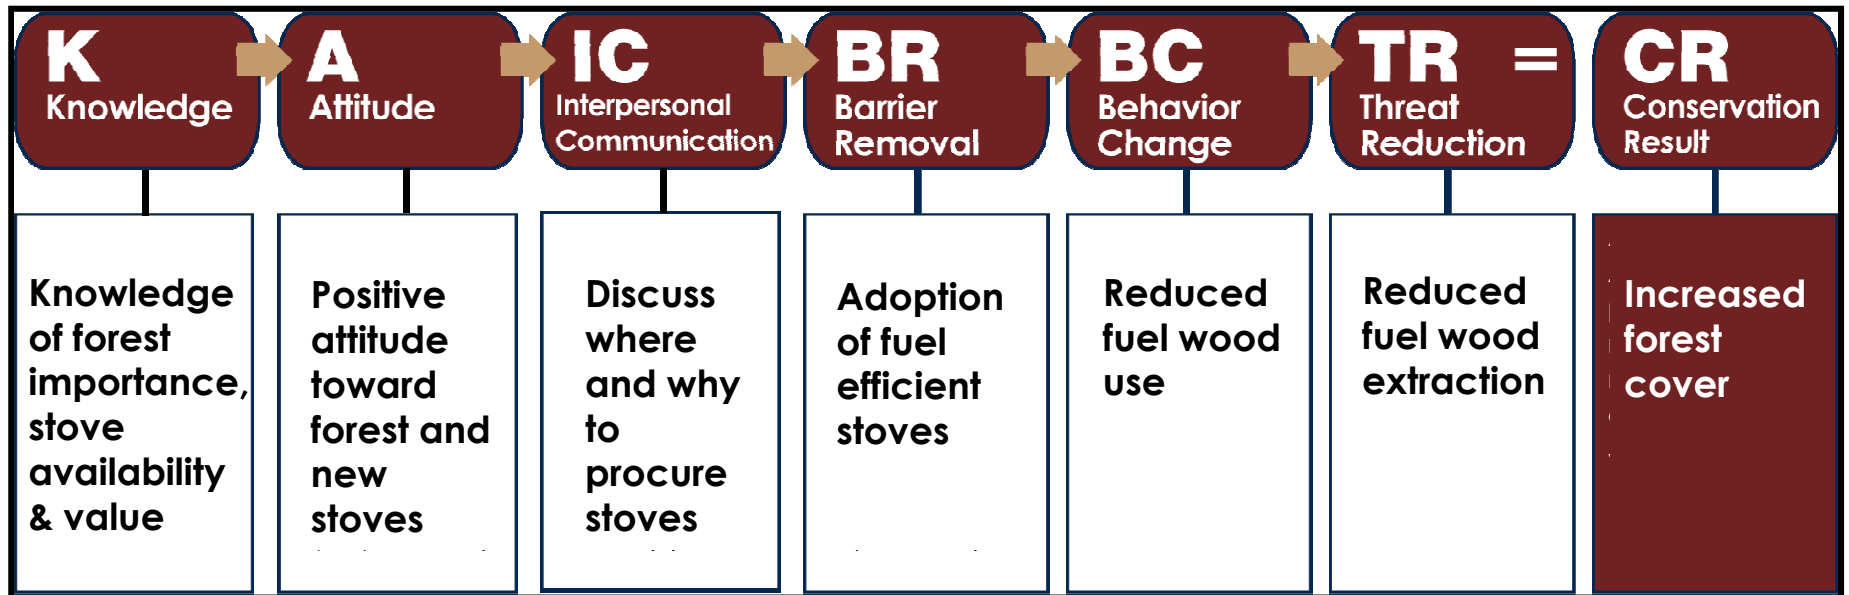 K
Knowledge
A
Attitude
IC
Interpersonal
Communication
BR
Barrier
Removal
BC
Behavior
Change
TR =
Threat
Reduction
CR
Conservation
Result
Knowledge
of forest
importance,
stove
availability
& value
Positive
attitude
toward
forest and
new
stoves
Discuss
where
and why
to
procure
stoves
Adoption
of fuel
efficient
stoves
Reduced
fuel wood
use
Reduced
fuel wood
extraction
Increased
forest
cover